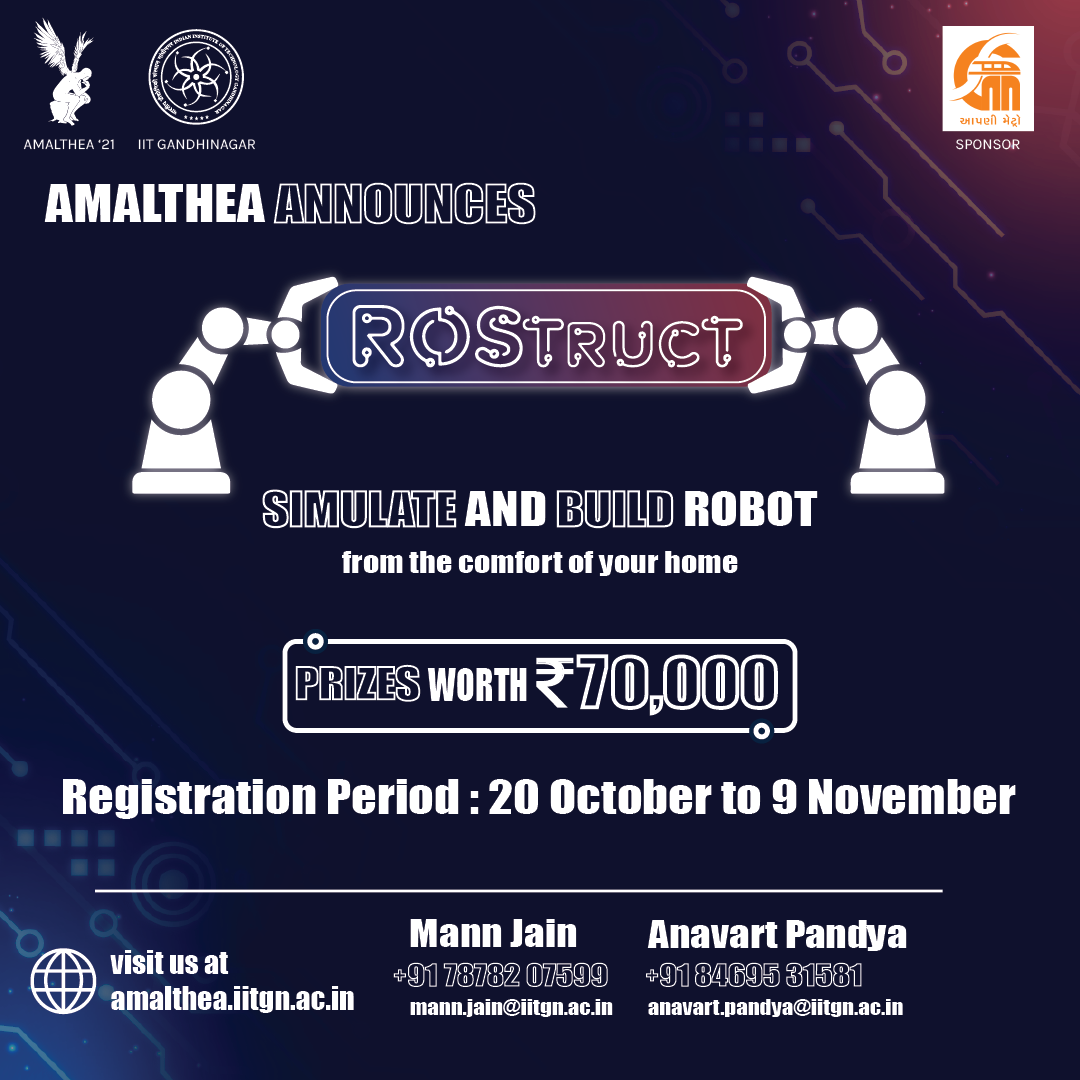 AMALTHEA ‘21
IIT GANDHINAGAR
આપણી મેટ્રો
SPONSOR
AMALTHEA ANNOUNCES
ROSTRUCT
SIMULATE AND BUILD ROBOT
from the comfort of your home
PRIZES WORTH ₹70,000
Registration Period : 20 October to 9 November
visit us at
amalthea.iitgn.ac.in
Mann Jain
+91 78782 07599
mann.jain@iitgn.ac.in
Anavart Pandya
+91 84695 31581
anavart.pandya@iitgn.ac.in